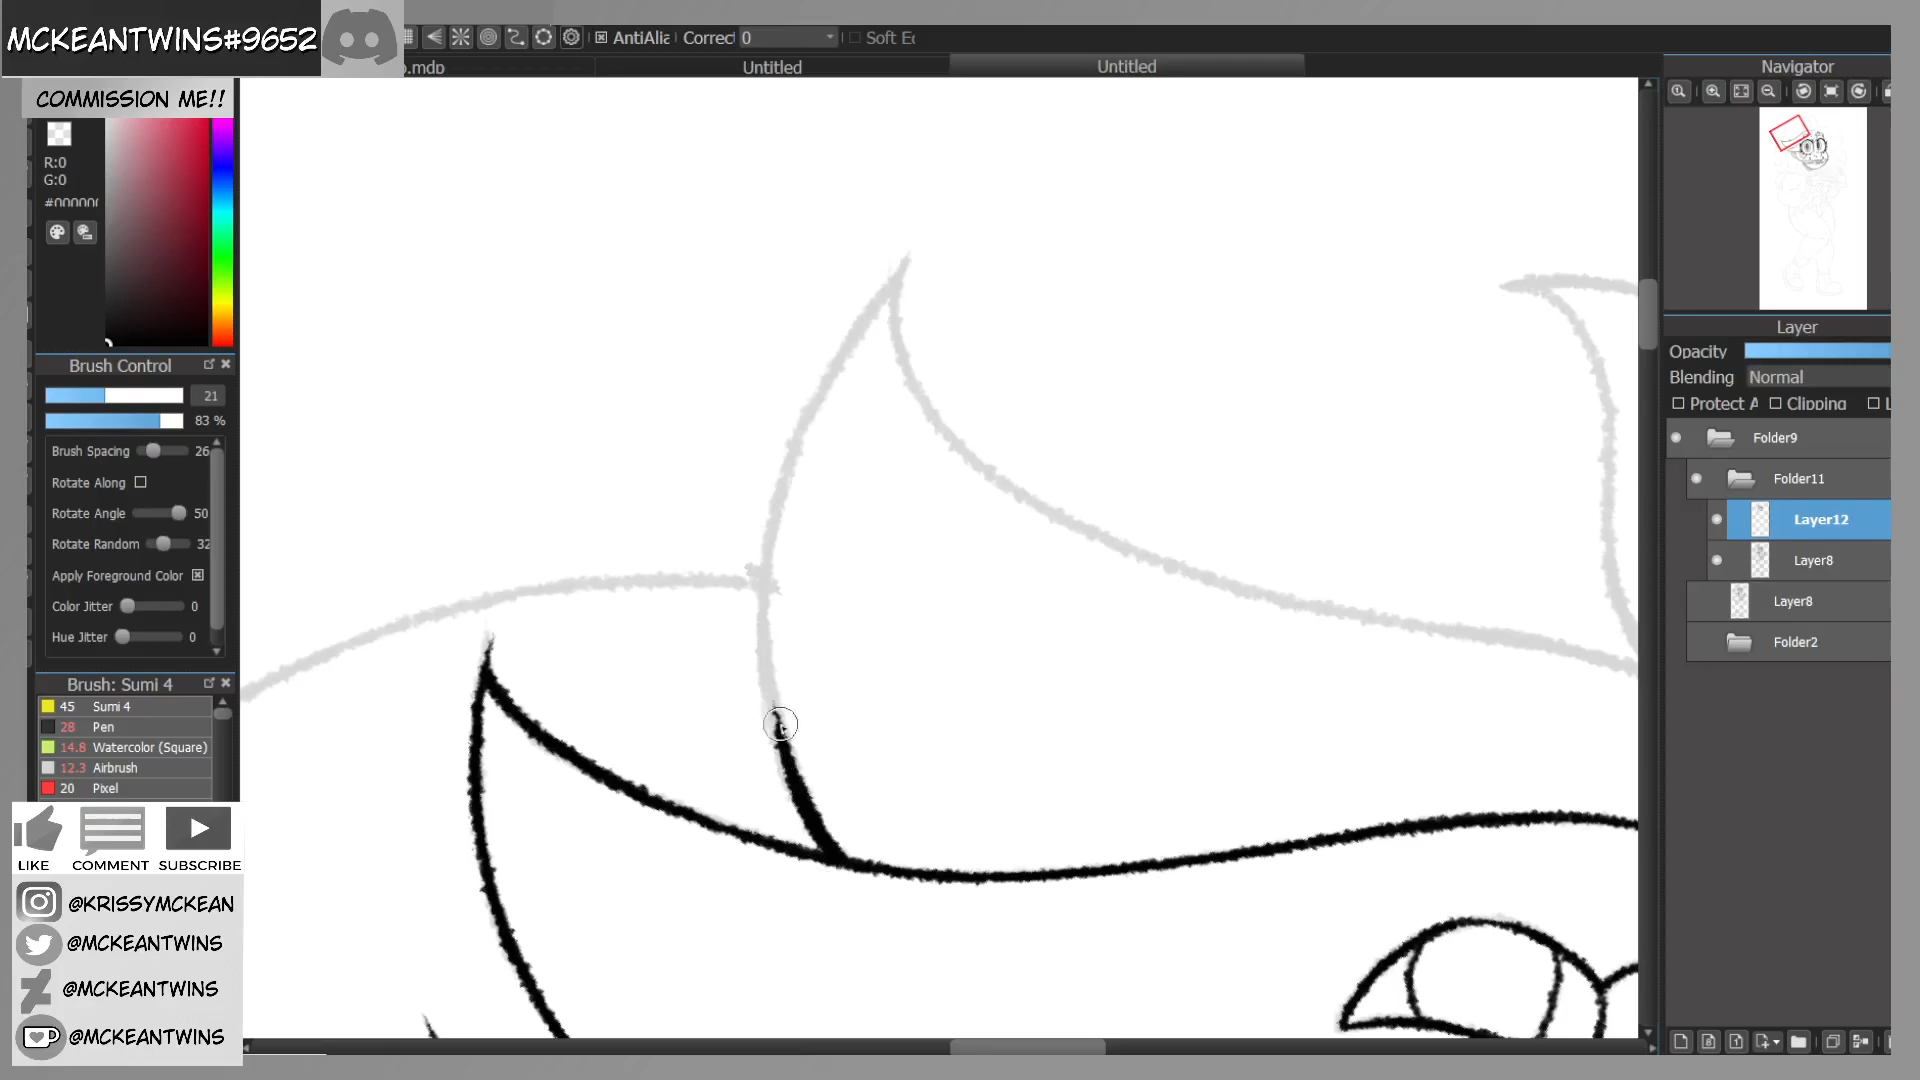 MCKEANTWINS#9652
COMMISSION ME!!
AntiAlia
Correct
0
Soft Ed
.mdp
Untitled
Untitled
R:0
G:0
#000000
Brush Control
21
83 %
Brush Spacing
26
Rotate Along
Rotate Angle
50
Rotate Random
32
Apply Foreground Color
Color Jitter
0
Hue Jitter
0
Brush: Sumi 4
45 Sumi 4
28 Pen
14.8 Watercolor (Square)
12.3 Airbrush
20 Pixel
LIKE
COMMENT
SUBSCRIBE
@KRISSYMCKEAN
@MCKEANTWINS
@MCKEANTWINS
@MCKEANTWINS
Navigator
Layer
Opacity
Blending
Normal
Protect A
Clipping
L
Folder9
Folder11
Layer12
Layer8
Layer8
Folder2